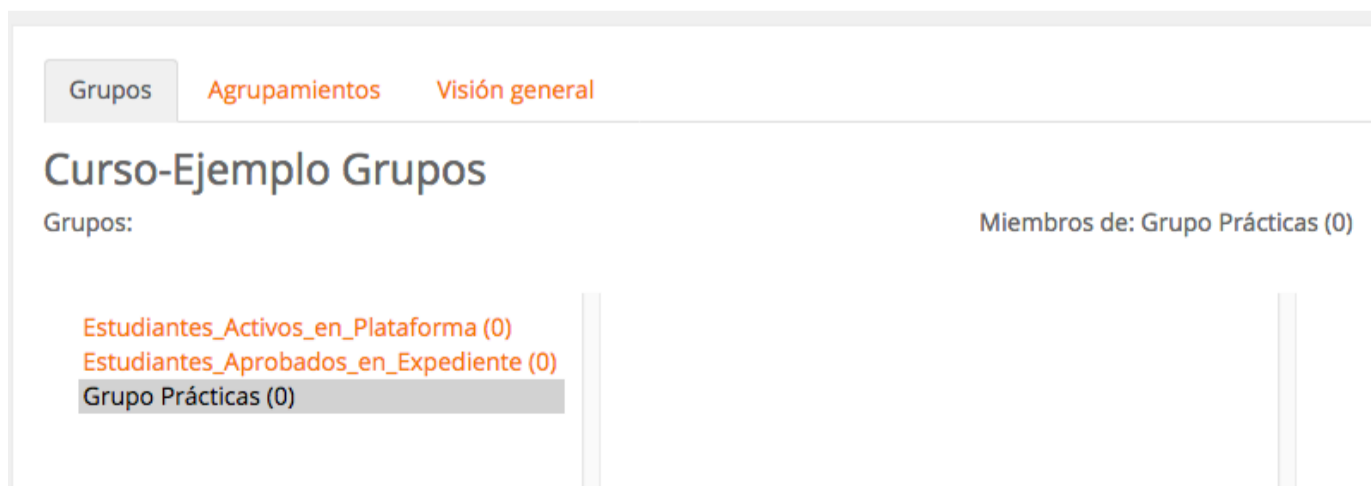 Grupos Agrupamientos Visión general
Curso-Ejemplo Grupos
Grupos: Miembros de: Grupo Prácticas (0)
Estudiantes_Activos_en_Plataforma (0)
Estudiantes_Aprobados_en_Expediente (0)
Grupo Prácticas (0)